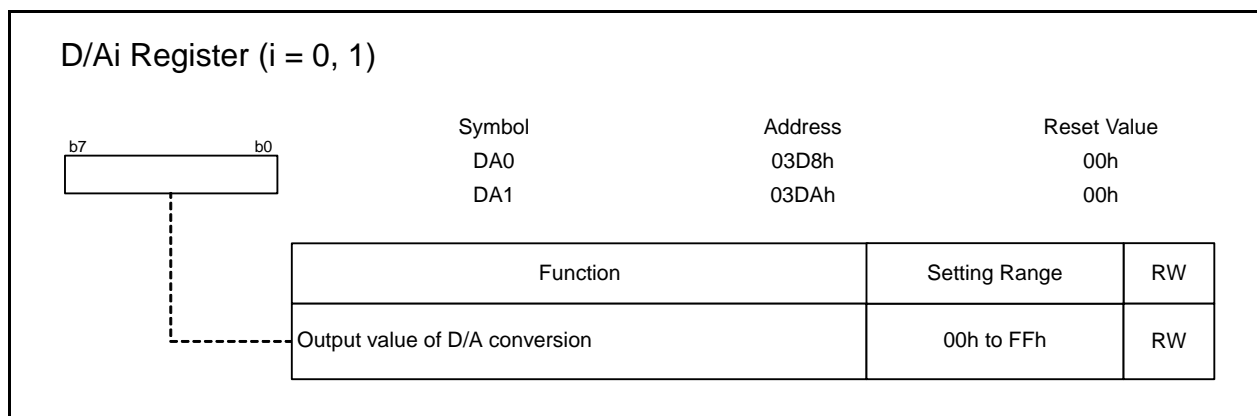 D/Ai Register (i = 0, 1)
b7 b0
Symbol Address Reset Value
DA0 03D8h 00h
DA1 03DAh 00h
Function Setting Range RW
Output value of D/A conversion 00h to FFh RW